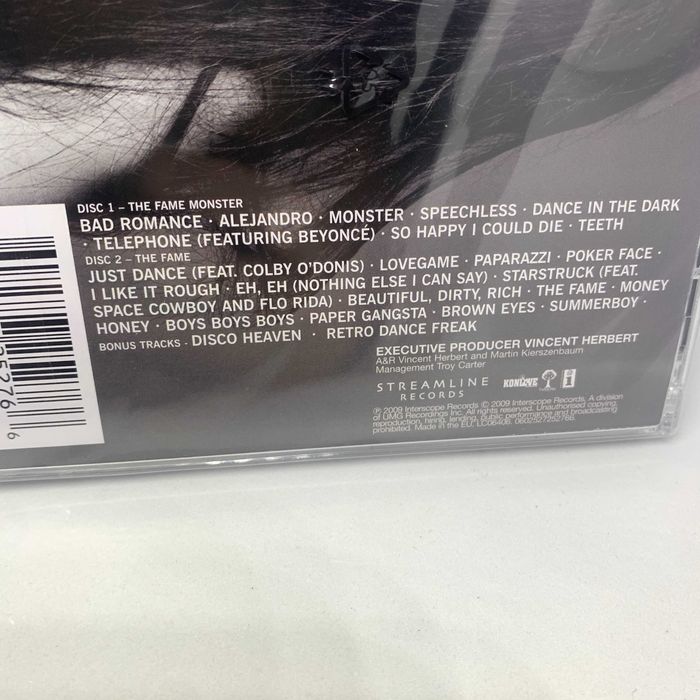 DISC 1 – THE FAME MONSTER
BAD ROMANCE · ALEJANDRO · MONSTER · SPEECHLESS · DANCE IN THE DARK
· TELEPHONE (FEATURING BEYONCÉ) · SO HAPPY I COULD DIE · TEETH
DISC 2 – THE FAME
JUST DANCE (FEAT. COLBY O'DONIS) · LOVEGAME · PAPARAZZI · POKER FACE ·
I LIKE IT ROUGH · EH, EH (NOTHING ELSE I CAN SAY) · STARSTRUCK (FEAT.
SPACE COWBOY AND FLO RIDA) · BEAUTIFUL, DIRTY, RICH · THE FAME · MONEY
HONEY · BOYS BOYS BOYS · PAPER GANGSTA · BROWN EYES · SUMMERBOY ·
BONUS TRACKS · DISCO HEAVEN · RETRO DANCE FREAK
EXECUTIVE PRODUCER VINCENT HERBERT
A&R Vincent Herbert and Martin Kierszenbaum
Management Troy Carter
STREAMLINE
RECORDS
KONLIVE
i
℗ 2009 Interscope Records © 2009 Interscope Records, A division
of UMG Recordings Inc. All rights reserved. Unauthorised copying,
reproduction, hiring, lending, public performance and broadcasting
prohibited. Made in the EU. LC06406. 0602527252766.
25276
6